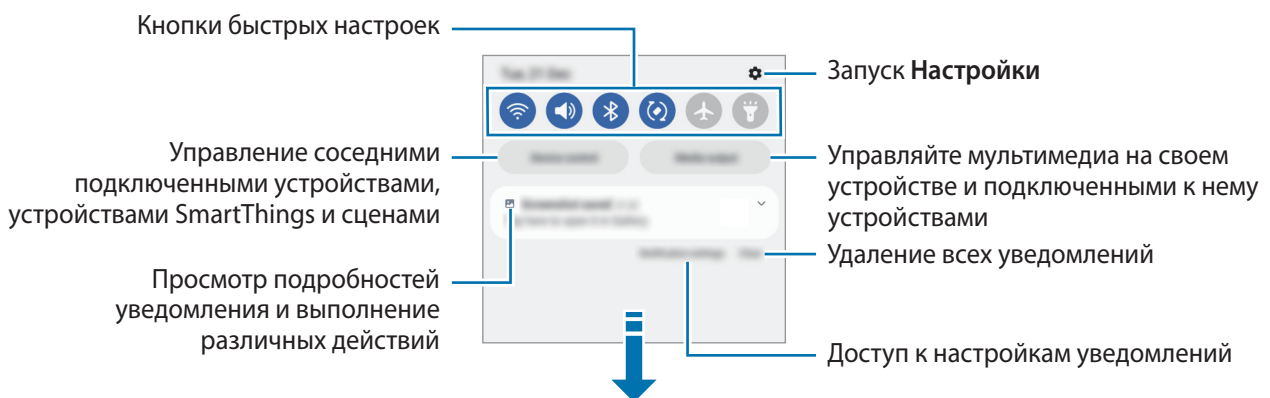 Кнопки быстрых настроек
Запуск Настройки
Управление соседними
подключенными устройствами,
устройствами SmartThings и сценами
Управляйте мультимедиа на своем
устройстве и подключенными к нему
устройствами
Удаление всех уведомлений
Просмотр подробностей
уведомления и выполнение
различных действий
Доступ к настройкам уведомлений